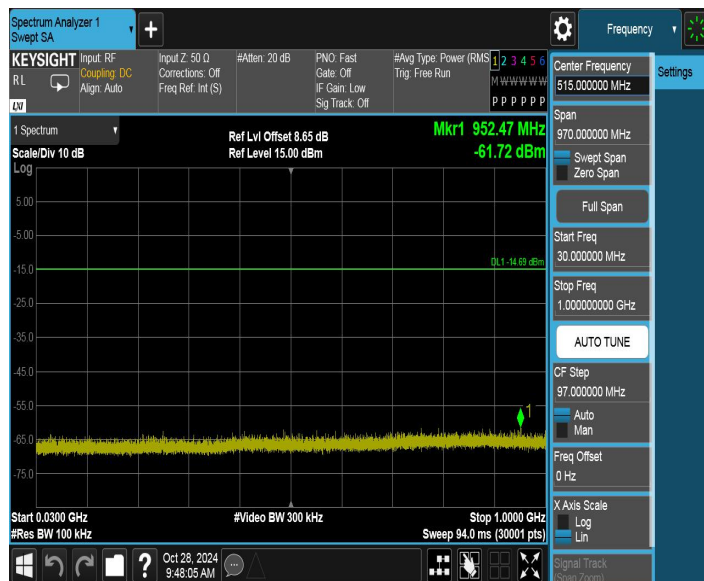 Spectrum Analyzer 1
Swept SA
+
Frequency
KEYSIGHT
RL
LXI
Input: RF
Coupling: DC
Align: Auto
Input Z: 50 Ω
Corrections: Off
Freq Ref: Int (S)
#Atten: 20 dB
PNO: Fast
Gate: Off
IF Gain: Low
Sig Track: Off
#Avg Type: Power (RMS
Trig: Free Run
1 2 3 4 5 6
M W W W W W
P P P P P P
Settings
Center Frequency
515.000000 MHz
Span
970.000000 MHz
Swept Span
Zero Span
Full Span
Start Freq
30.000000 MHz
Stop Freq
1.000000000 GHz
AUTO TUNE
CF Step
97.000000 MHz
Auto
Man
Freq Offset
0 Hz
X Axis Scale
Log
Lin
Signal Track
(Span Zoom)
1 Spectrum
Scale/Div 10 dB
Ref Lvl Offset 8.65 dB
Ref Level 15.00 dBm
Mkr1 952.47 MHz
-61.72 dBm
Log
5.00
-5.00
-15.0
DL1 -14.69 dBm
-25.0
-35.0
-45.0
-55.0
1
-65.0
-75.0
Start 0.0300 GHz
#Res BW 100 kHz
#Video BW 300 kHz
Stop 1.0000 GHz
Sweep 94.0 ms (30001 pts)
?
Oct 28, 2024
9:48:05 AM